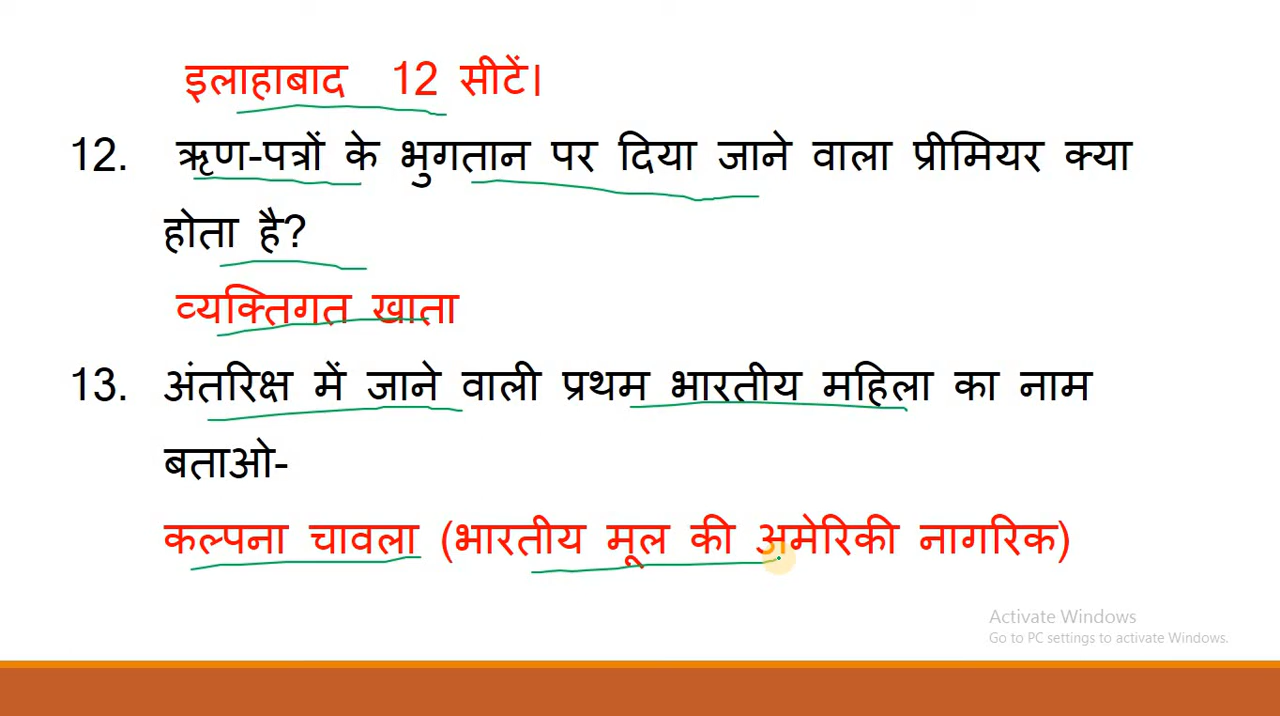 इलाहाबाद 12 सीटें।
12. ऋण-पत्रों के भुगतान पर दिया जाने वाला प्रीमियर क्या
होता है?
व्यक्तिगत खाता
13. अंतरिक्ष में जाने वाली प्रथम भारतीय महिला का नाम
बताओ-
कल्पना चावला (भारतीय मूल की अमेरिकी नागरिक)
Activate Windows
Go to PC settings to activate Windows.